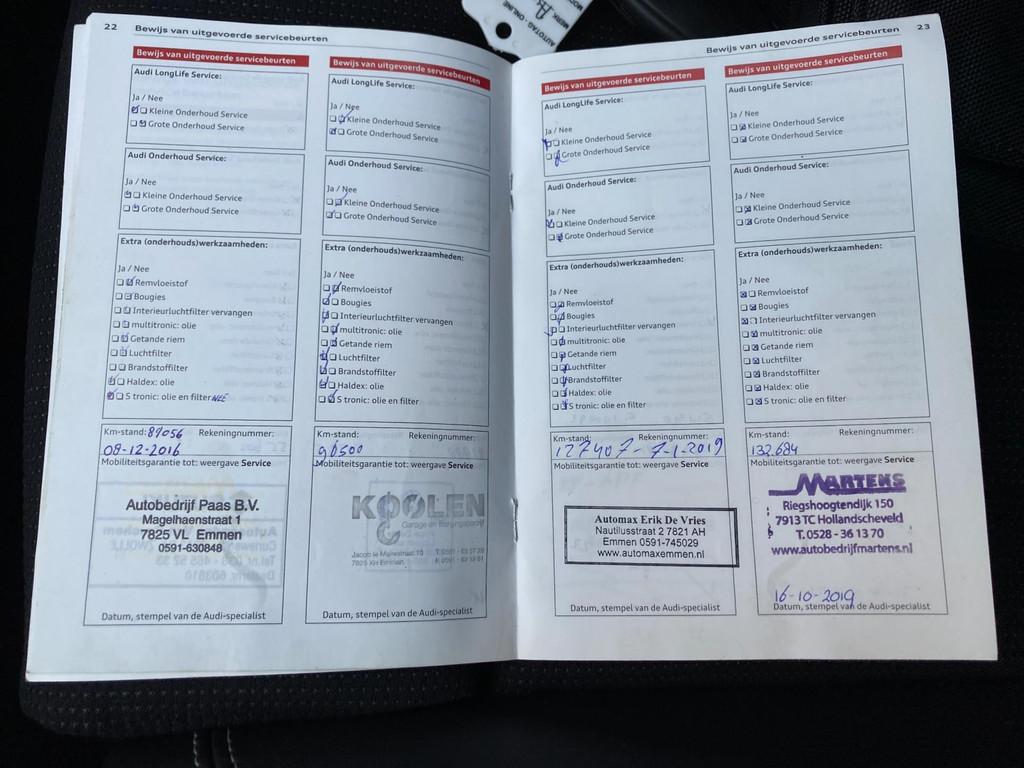 AUTOTAG-ONLINE
22 Bewijs van uitgevoerde servicebeurten
Bewijs van uitgevoerde servicebeurten
Audi LongLife Service:
Ja / Nee
Kleine Onderhoud Service
Grote Onderhoud Service
Audi Onderhoud Service:
Ja / Nee
Kleine Onderhoud Service
Grote Onderhoud Service
Extra (onderhouds)werkzaamheden:
Ja / Nee
Remvloeistof
Bougies
Interieurluchtfilter vervangen
multitronic: olie
Getande riem
Luchtfilter
Brandstoffilter
Haldex: olie
S tronic: olie en filter NEE
Km-stand: 87056 Rekeningnummer:
08-12-2016
Mobiliteitsgarantie tot: weergave Service
Autobedrijf Paas B.V.
Magelhaenstraat 1
7825 VL Emmen
0591-630848
Datum, stempel van de Audi-specialist
Bewijs van uitgevoerde servicebeurten
Audi LongLife Service:
Ja / Nee
Kleine Onderhoud Service
Grote Onderhoud Service
Audi Onderhoud Service:
Ja / Nee
Kleine Onderhoud Service
Grote Onderhoud Service
Extra (onderhouds)werkzaamheden:
Ja / Nee
Remvloeistof
Bougies
Interieurluchtfilter vervangen
multitronic: olie
Getande riem
Luchtfilter
Brandstoffilter
Haldex: olie
S tronic: olie en filter
Km-stand: Rekeningnummer:
96500
Mobiliteitsgarantie tot: weergave Service
KOOLEN
Garage en Bergingsbedrijf
Datum, stempel van de Audi-specialist
Bewijs van uitgevoerde servicebeurten 23
Bewijs van uitgevoerde servicebeurten
Audi LongLife Service:
Ja / Nee
Kleine Onderhoud Service
Grote Onderhoud Service
Audi Onderhoud Service:
Ja / Nee
Kleine Onderhoud Service
Grote Onderhoud Service
Extra (onderhouds)werkzaamheden:
Ja / Nee
Remvloeistof
Bougies
Interieurluchtfilter vervangen
multitronic: olie
Getande riem
Luchtfilter
Brandstoffilter
Haldex: olie
S tronic: olie en filter
Km-stand: Rekeningnummer:
127407 - 7-1-2019
Mobiliteitsgarantie tot: weergave Service
Automax Erik De Vries
Nautilusstraat 2 7821 AH
Emmen 0591-745029
www.automaxemmen.nl
Datum, stempel van de Audi-specialist
Bewijs van uitgevoerde servicebeurten
Audi LongLife Service:
Ja / Nee
Kleine Onderhoud Service
Grote Onderhoud Service
Audi Onderhoud Service:
Ja / Nee
Kleine Onderhoud Service
Grote Onderhoud Service
Extra (onderhouds)werkzaamheden:
Ja / Nee
Remvloeistof
Bougies
Interieurluchtfilter vervangen
multitronic: olie
Getande riem
Luchtfilter
Brandstoffilter
Haldex: olie
S tronic: olie en filter
Km-stand: Rekeningnummer:
132.684
Mobiliteitsgarantie tot: weergave Service
MARTENS
Riegshoogtendijk 150
7913 TC Hollandscheveld
T. 0528 - 36 13 70
www.autobedrijfmartens.nl
16-10-2019
Datum, stempel van de Audi-specialist